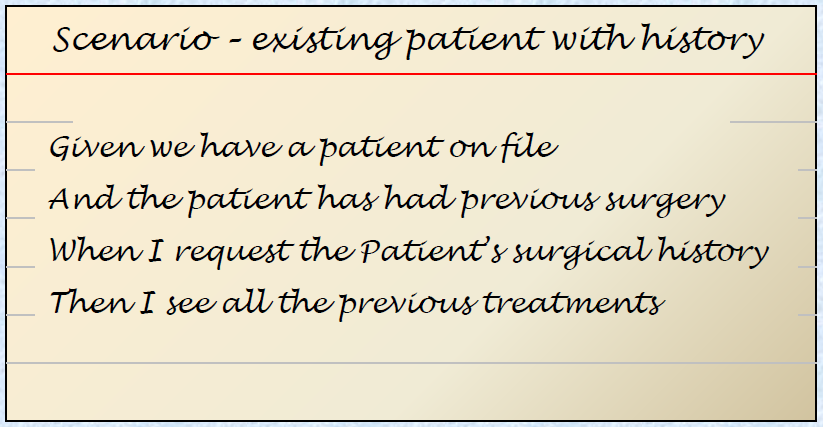 Scenario – existing patient with history
Given we have a patient on file
And the patient has had previous surgery
When I request the Patient's surgical history
Then I see all the previous treatments